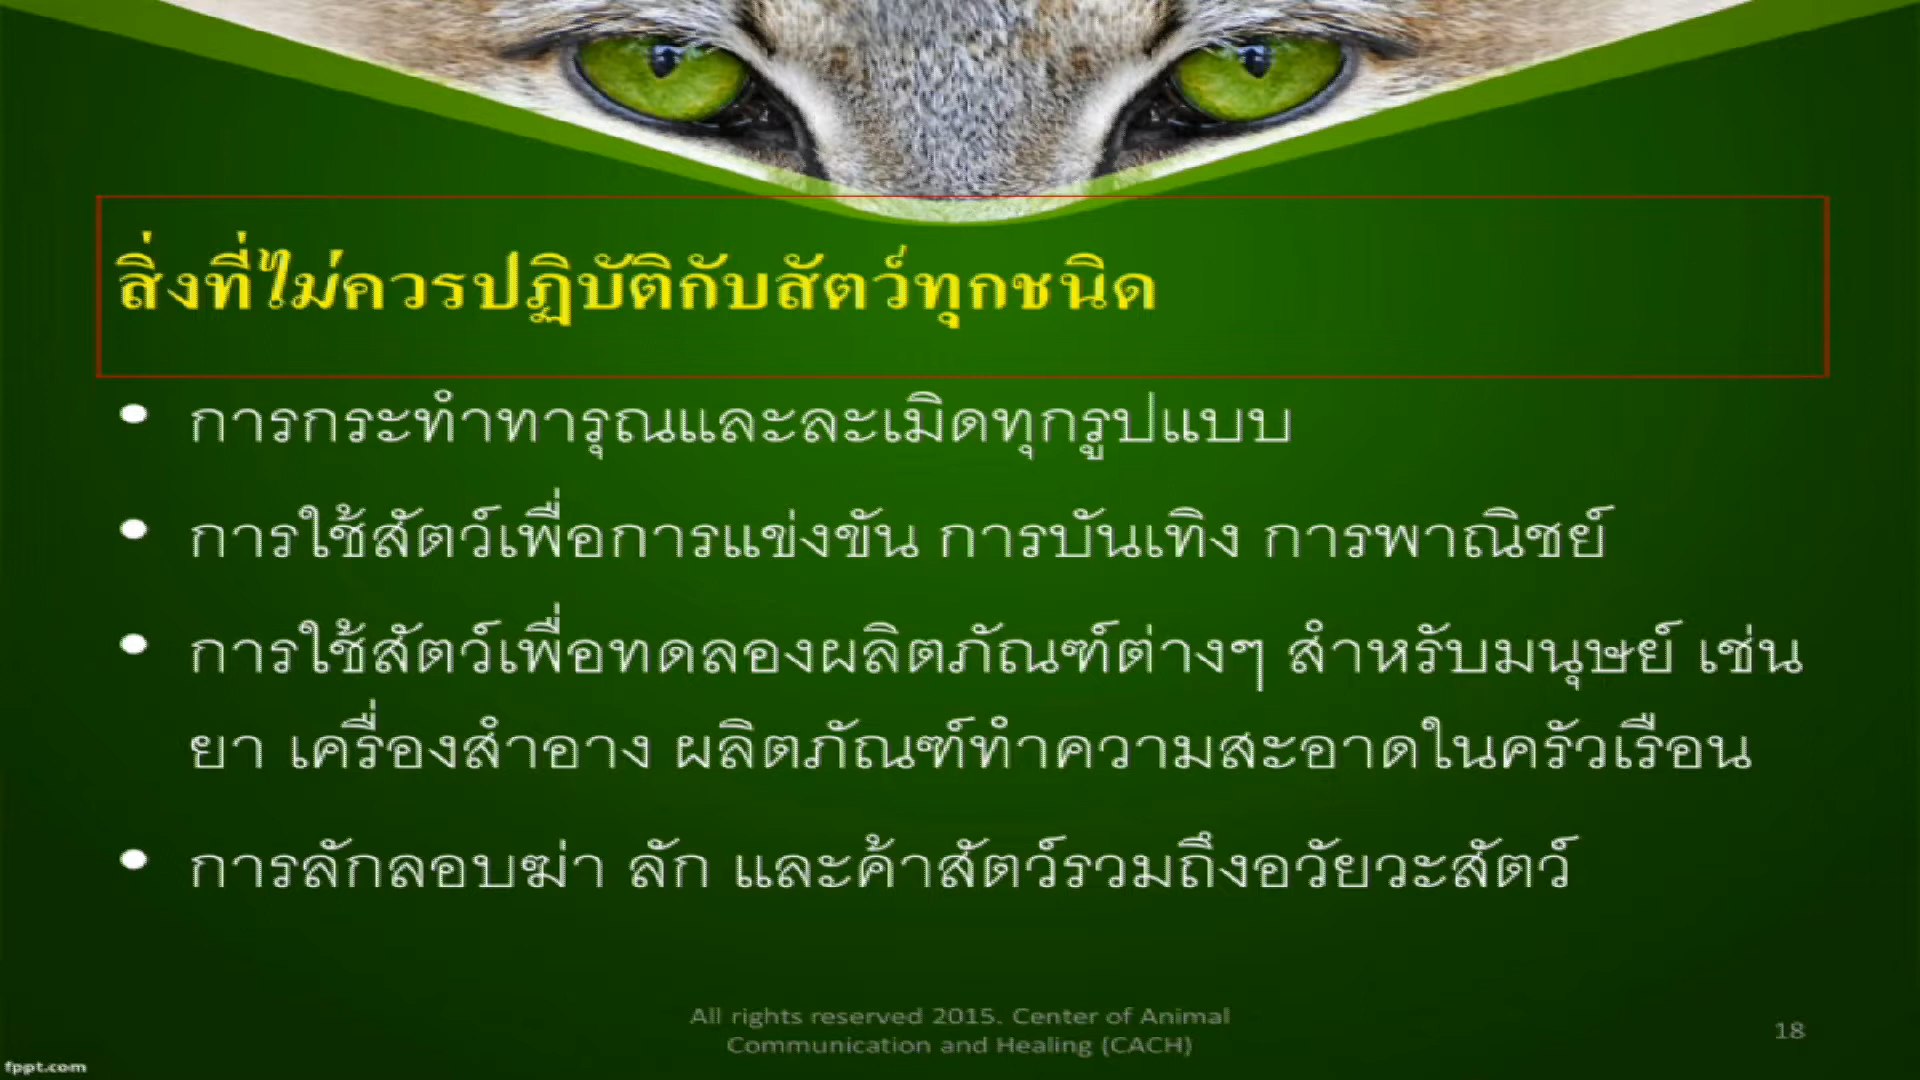 สิ่งที่ไม่ควรปฏิบัติกับสัตว์ทุกชนิด
• การกระทำทารุณและละเมิดทุกรูปแบบ
• การใช้สัตว์เพื่อการแข่งขัน การบันเทิง การพาณิชย์
• การใช้สัตว์เพื่อทดลองผลิตภัณฑ์ต่างๆ สำหรับมนุษย์ เช่น
ยา เครื่องสำอาง ผลิตภัณฑ์ทำความสะอาดในครัวเรือน
• การลักลอบฆ่า ลัก และค้าสัตว์รวมถึงอวัยวะสัตว์
All rights reserved 2015. Center of Animal
Communication and Healing (CACH)
18
fppt.com